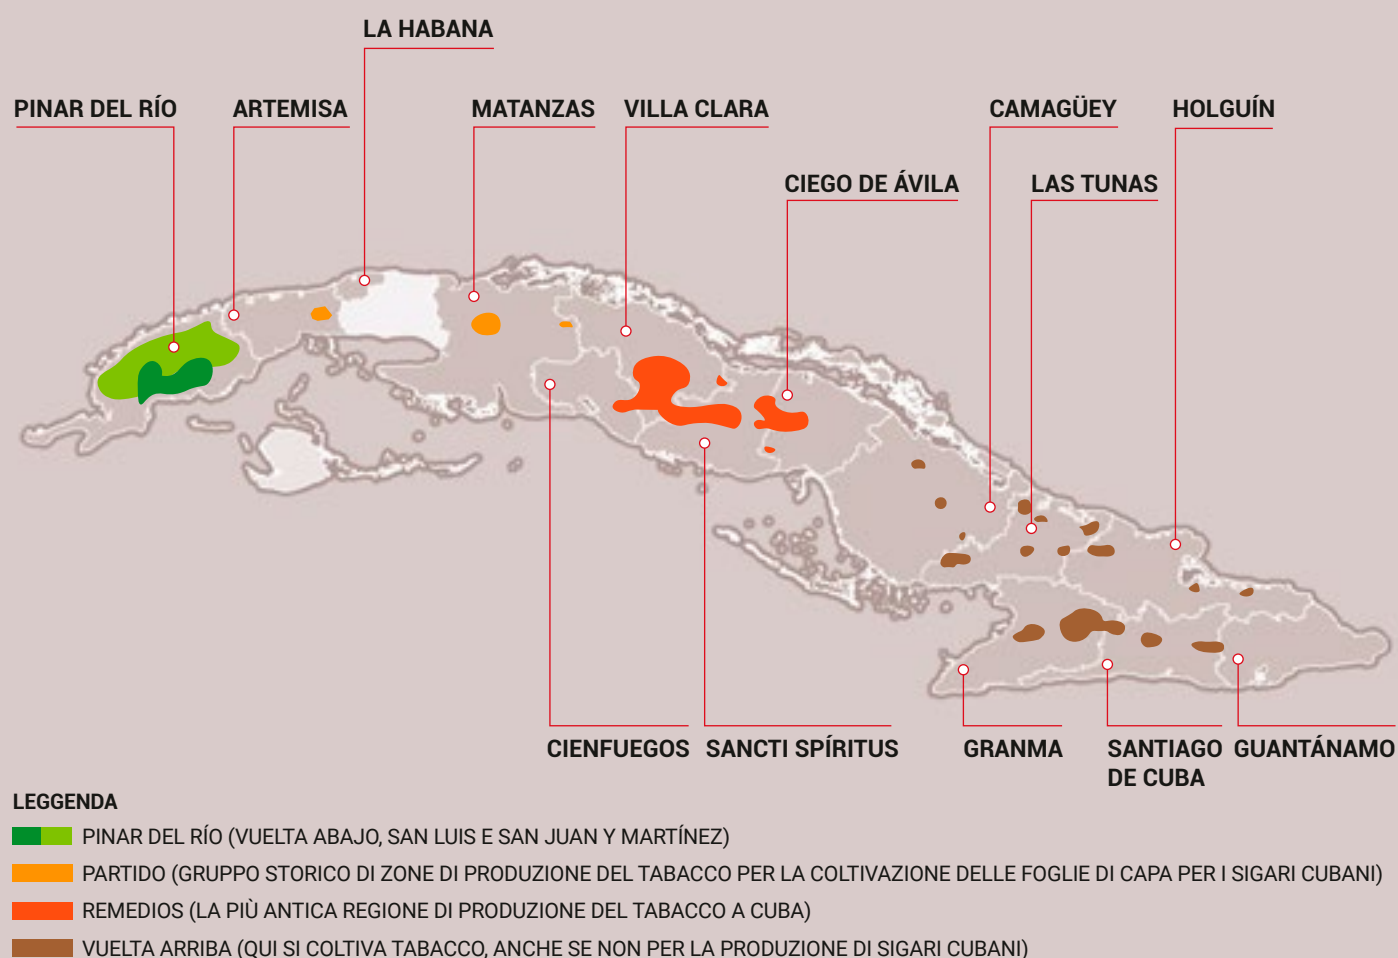 LA HABANA
PINAR DEL RÍO
ARTEMISA
MATANZAS
VILLA CLARA
CAMAGÜEY
HOLGUÍN
CIEGO DE ÁVILA
LAS TUNAS
CIENFUEGOS
SANCTI SPÍRITUS
GRANMA
SANTIAGO
DE CUBA
GUANTÁNAMO
LEGGENDA
PINAR DEL RÍO (VUELTA ABAJO, SAN LUIS E SAN JUAN Y MARTÍNEZ)
PARTIDO (GRUPPO STORICO DI ZONE DI PRODUZIONE DEL TABACCO PER LA COLTIVAZIONE DELLE FOGLIE DI CAPA PER I SIGARI CUBANI)
REMEDIOS (LA PIÙ ANTICA REGIONE DI PRODUZIONE DEL TABACCO A CUBA)
VUELTA ARRIBA (QUI SI COLTIVA TABACCO, ANCHE SE NON PER LA PRODUZIONE DI SIGARI CUBANI)